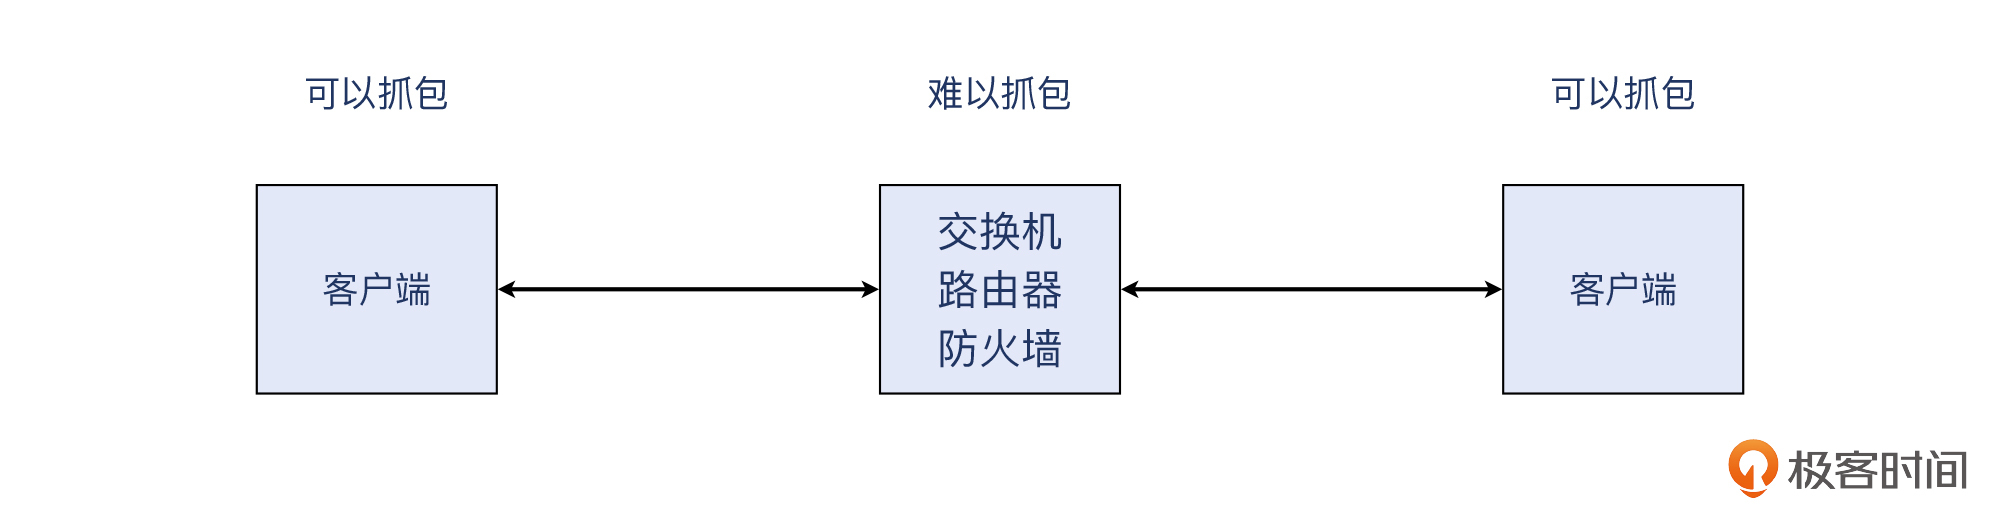 可以抓包
难以抓包
可以抓包
客户端
交换机
路由器
防火墙
客户端
极客时间